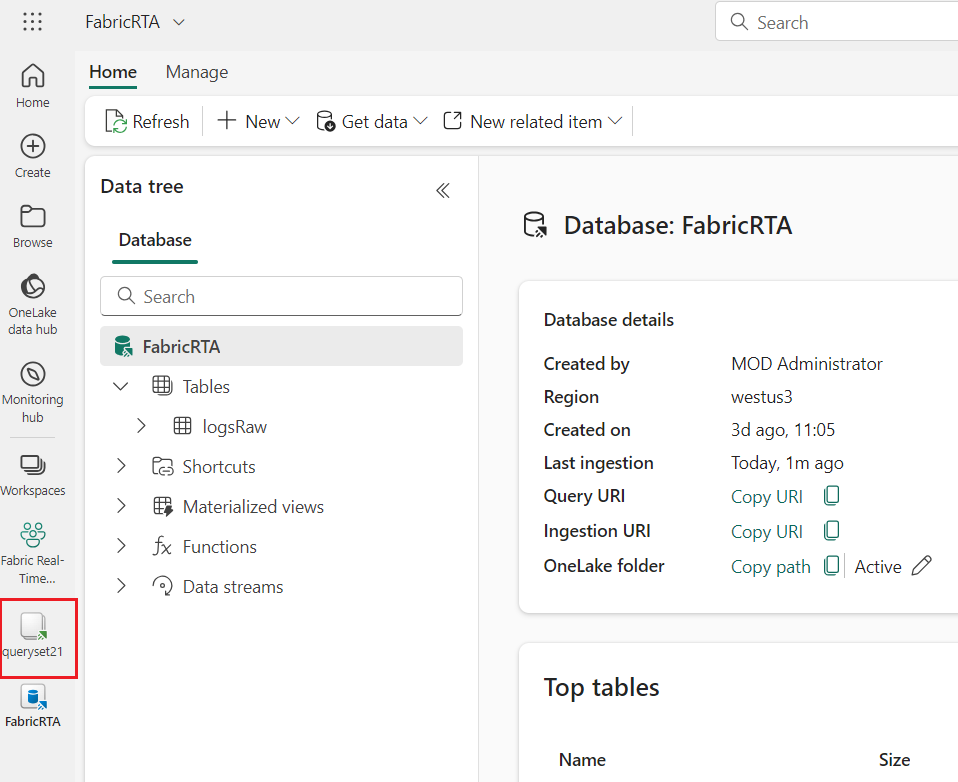 FabricRTA
Search
Home
Create
Browse
OneLake
data hub
Monitoring
hub
Workspaces
Fabric Real-
Time...
queryset21
FabricRTA
Home Manage
Refresh New Get data New related item
Data tree
Database
Search
FabricRTA
Tables
logsRaw
Shortcuts
Materialized views
Functions
Data streams
Database: FabricRTA
Database details
Created by MOD Administrator
Region westus3
Created on 3d ago, 11:05
Last ingestion Today, 1m ago
Query URI Copy URI
Ingestion URI Copy URI
OneLake folder Copy path Active
Top tables
Name Size